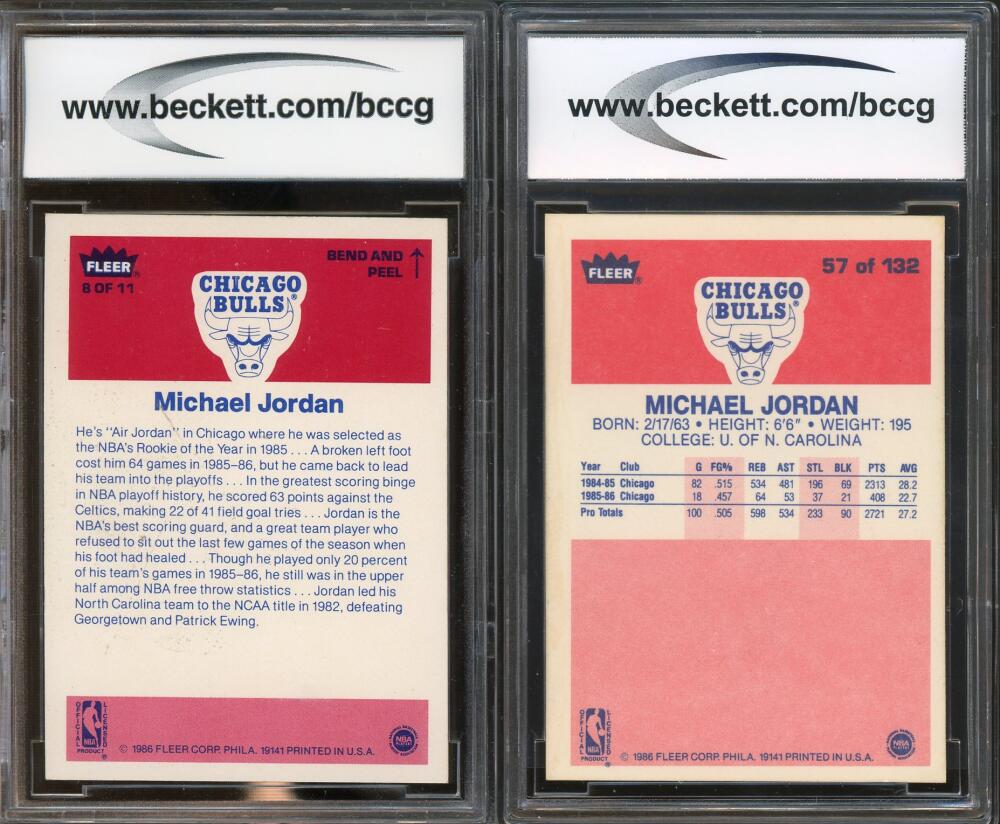 www.beckett.com/bccg
FLEER®
8 OF 11
BEND AND
PEEL
CHICAGO
BULLS®
Michael Jordan
He's "Air Jordan" in Chicago where he was selected as
the NBA's Rookie of the Year in 1985 . . . A broken left foot
cost him 64 games in 1985–86, but he came back to lead
his team into the playoffs . . . In the greatest scoring binge
in NBA playoff history, he scored 63 points against the
Celtics, making 22 of 41 field goal tries . . . Jordan is the
NBA's best scoring guard, and a great team player who
refused to sit out the last few games of the season when
his foot had healed . . . Though he played only 20 percent
of his team's games in 1985–86, he still was in the upper
half among NBA free throw statistics . . . Jordan led his
North Carolina team to the NCAA title in 1982, defeating
Georgetown and Patrick Ewing.
OFFICIAL
LICENSED
NBA
PRODUCT
© 1986 FLEER CORP. PHILA. 19141 PRINTED IN U.S.A.
NBA
PLAYERS
www.beckett.com/bccg
FLEER®
57 of 132
CHICAGO
BULLS®
MICHAEL JORDAN
BORN: 2/17/63 • HEIGHT: 6'6" • WEIGHT: 195
COLLEGE: U. OF N. CAROLINA
Year Club G FG% REB AST STL BLK PTS AVG
1984-85 Chicago 82 .515 534 481 196 69 2313 28.2
1985-86 Chicago 18 .457 64 53 37 21 408 22.7
Pro Totals 100 .505 598 534 233 90 2721 27.2
OFFICIAL
LICENSED
NBA
PRODUCT
© 1986 FLEER CORP. PHILA. 19141 PRINTED IN U.S.A.
NBA
PLAYERS